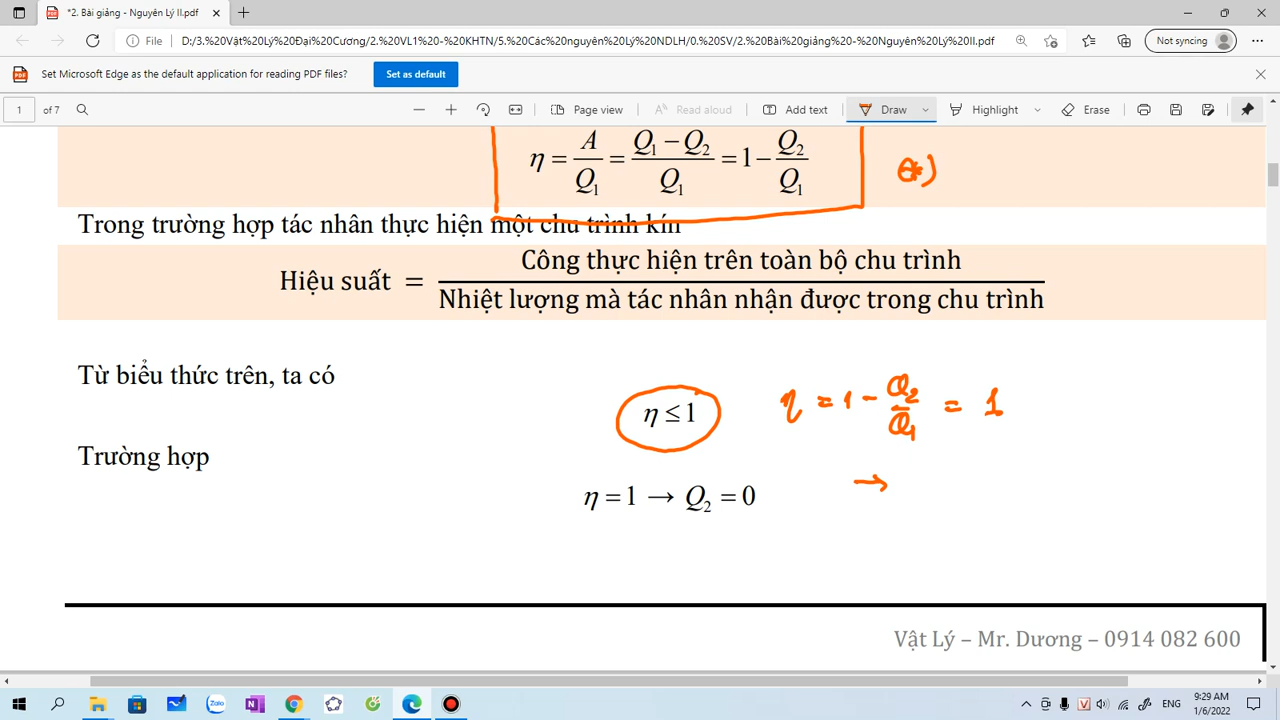 *2. Bài giảng - Nguyên Lý II.pdf
File
D:/3.%20Vật%20Lý%20Đại%20Cương/2.%20VL1%20-%20KHTN/5.%20Các%20nguyên%20Lý%20NDLH/0.%20SV/2.%20Bài%20giảng%20-%20Nguyên%20Lý%20II.pdf
Not syncing
Set Microsoft Edge as the default application for reading PDF files?
Set as default
1 of 7
Page view
Read aloud
Add text
Draw
Highlight
Erase
η = A/Q₁ = (Q₁ − Q₂)/Q₁ = 1 − Q₂/Q₁ *)
Trong trường hợp tác nhân thực hiện một chu trình kín
Hiệu suất = Công thực hiện trên toàn bộ chu trình
Nhiệt lượng mà tác nhân nhận được trong chu trình
Từ biểu thức trên, ta có
η ≤ 1 η = 1 − Q₂/Q₁ = 1
Trường hợp
η = 1 → Q₂ = 0 →
Vật Lý – Mr. Dương – 0914 082 600
Zalo
ENG
9:29 AM
1/6/2022